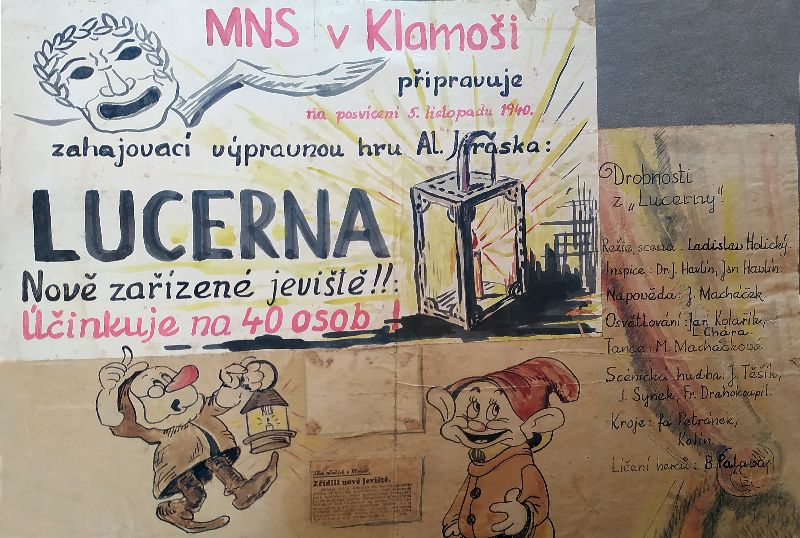 MNS v Klamoši
připravuje
na posvícení 5. listopadu 1940.
zahajovací výpravnou hru Al. Jiráska:
LUCERNA
Nově zařízené jeviště!!:
Účinkuje na 40 osob!
Zřídili nové jeviště.
Drobnosti
z „Lucerny”.
Režie, scena: Ladislav Holický.
Inspice: Dr. J. Havlín, Jan Havlín.
Nápověda: J. Macháček
Osvětlování: Jan Kolařík,
L. Chára.
Tance: M. Macháčková
Scénická hudba: J. Těšík,
J. Synek, Fr. Drahokoupil.
Kroje: fa Petránek,
Kolín
Líčení herců: B. Palavay